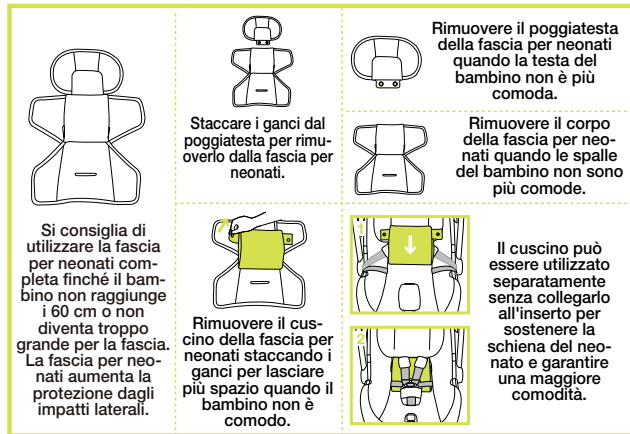 Si consiglia di
utilizzare la fascia
per neonati com-
pleta finché il bam-
bino non raggiunge
i 60 cm o non
diventa troppo
grande per la fascia.
La fascia per neo-
nati aumenta la
protezione dagli
impatti laterali.
Staccare i ganci dal
poggiatesta per rimu-
overlo dalla fascia per
neonati.
Rimuovere il cus-
cino della fascia per
neonati staccando i
ganci per lasciare
più spazio quando il
bambino non è
comodo.
Rimuovere il poggiatesta
della fascia per neonati
quando la testa del
bambino non è più
comoda.
Rimuovere il corpo
della fascia per neo-
nati quando le spalle
del bambino non sono
più comode.
1
2
Il cuscino può
essere utilizzato
separatamente
senza collegarlo
all'inserto per
sostenere la
schiena del neo-
nato e garantire
una maggiore
comodità.